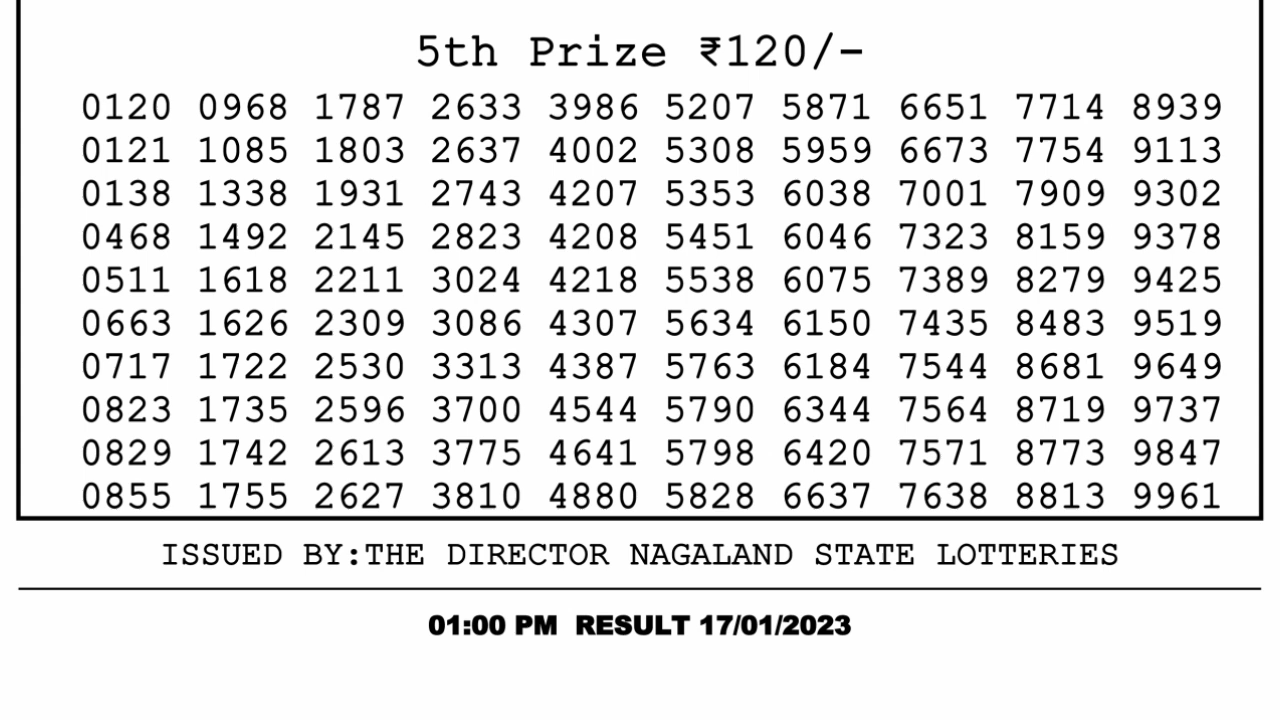 5th Prize ₹120/-
0120 0968 1787 2633 3986 5207 5871 6651 7714 8939
0121 1085 1803 2637 4002 5308 5959 6673 7754 9113
0138 1338 1931 2743 4207 5353 6038 7001 7909 9302
0468 1492 2145 2823 4208 5451 6046 7323 8159 9378
0511 1618 2211 3024 4218 5538 6075 7389 8279 9425
0663 1626 2309 3086 4307 5634 6150 7435 8483 9519
0717 1722 2530 3313 4387 5763 6184 7544 8681 9649
0823 1735 2596 3700 4544 5790 6344 7564 8719 9737
0829 1742 2613 3775 4641 5798 6420 7571 8773 9847
0855 1755 2627 3810 4880 5828 6637 7638 8813 9961
ISSUED BY:THE DIRECTOR NAGALAND STATE LOTTERIES
01:00 PM RESULT 17/01/2023